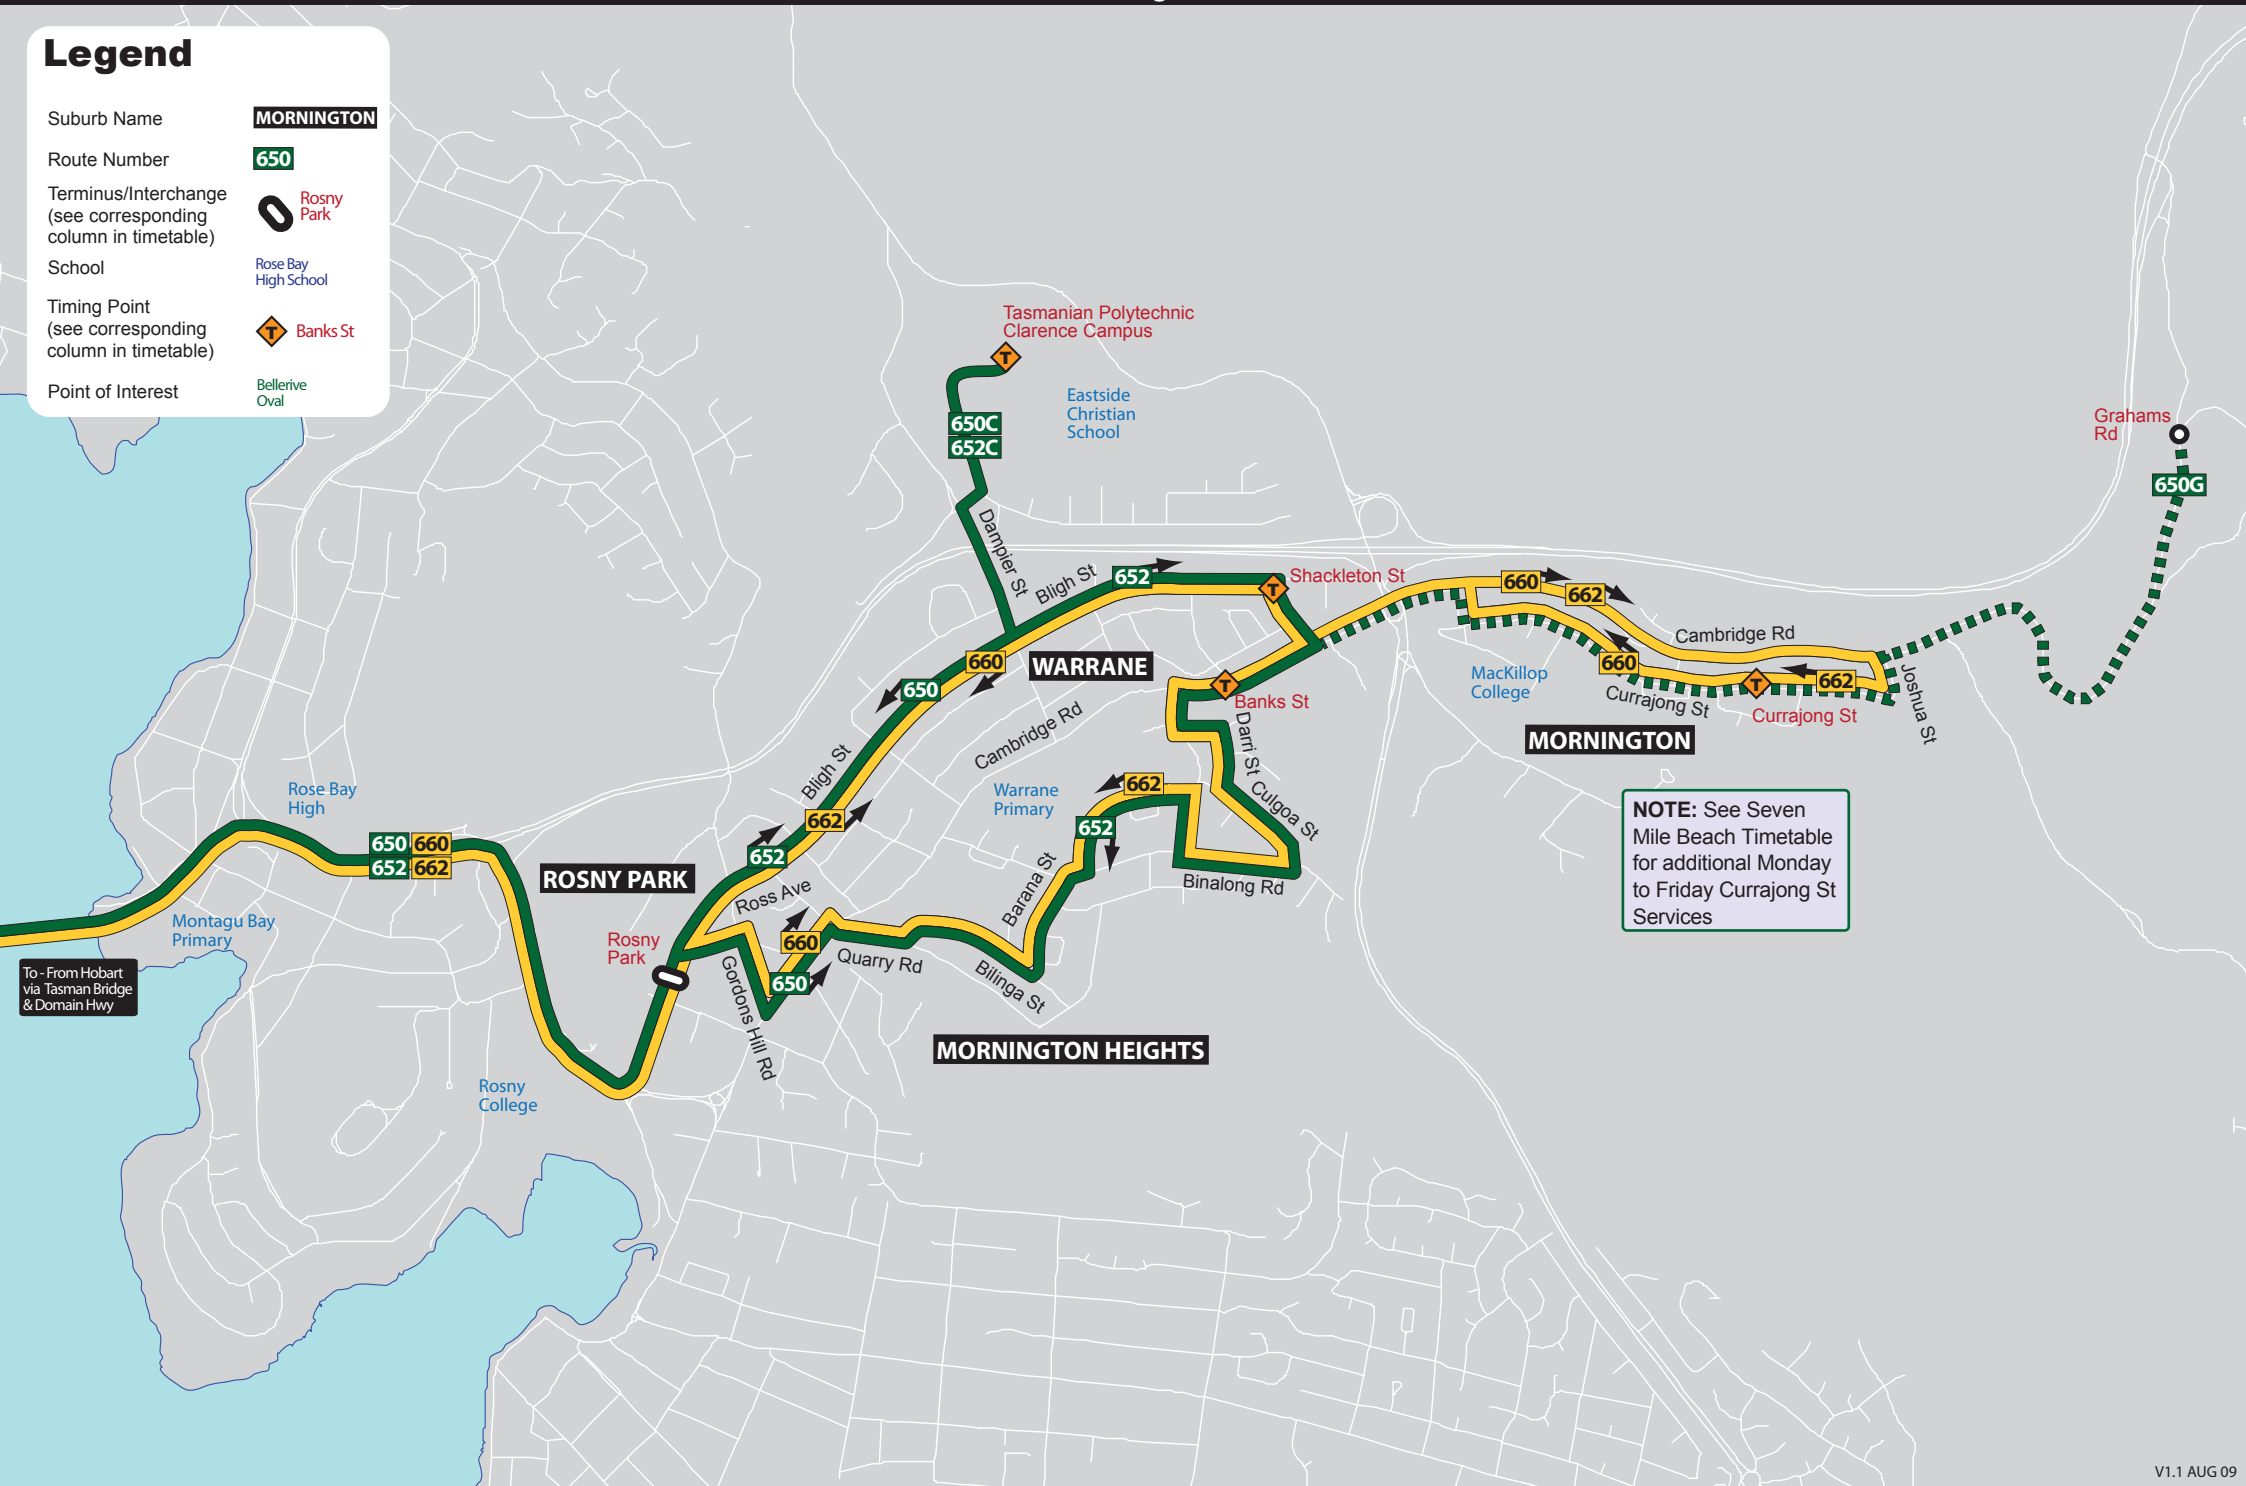 Legend
Suburb Name
MORNINGTON
Route Number
650
Terminus/Interchange
(see corresponding
column in timetable)
Rosny
Park
School
Rose Bay
High School
Timing Point
(see corresponding
column in timetable)
T
Banks St
Point of Interest
Bellerive
Oval
Tasmanian Polytechnic
Clarence Campus
T
Eastside
Christian
School
650C
652C
Dampier St
Grahams
Rd
650G
Bligh St
652
Shackleton St
T
660
662
Cambridge Rd
660
WARRANE
650
MacKillop
College
660
Currajong St
T
662
Currajong St
Joshua St
MORNINGTON
T
Banks St
Darri St
Cambridge Rd
Bligh St
Warrane
Primary
662
652
Culgoa St
Binalong Rd
Barana St
NOTE: See Seven
Mile Beach Timetable
for additional Monday
to Friday Currajong St
Services
Rose Bay
High
650 660
652 662
662
652
ROSNY PARK
Ross Ave
Montagu Bay
Primary
Rosny
Park
660
650
Quarry Rd
Bilinga St
Gordons Hill Rd
To - From Hobart
via Tasman Bridge
& Domain Hwy
MORNINGTON HEIGHTS
Rosny
College
V1.1 AUG 09